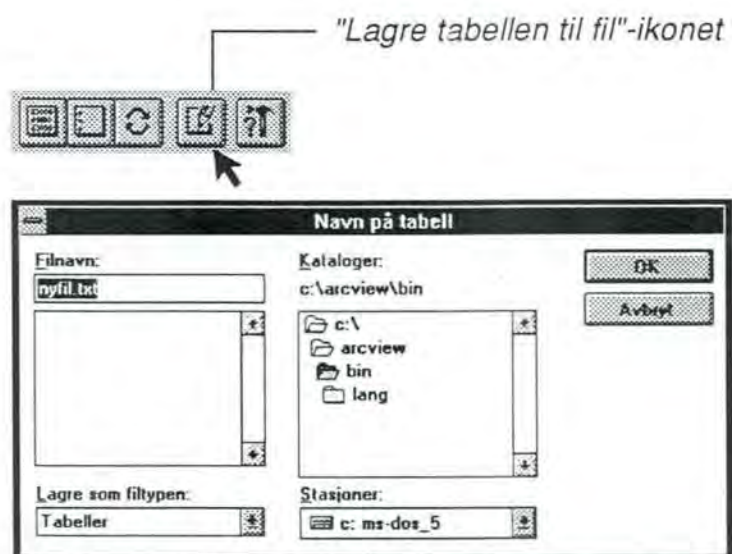 "Lagre tabellen til fil"-ikonet
Navn på tabell
Filnavn:
nyfil.txt
Kataloger:
c:\arcview\bin
c:\
arcview
bin
lang
OK
Avbryt
Lagre som filtypen:
Tabeller
Stasjoner:
c: ms-dos_5